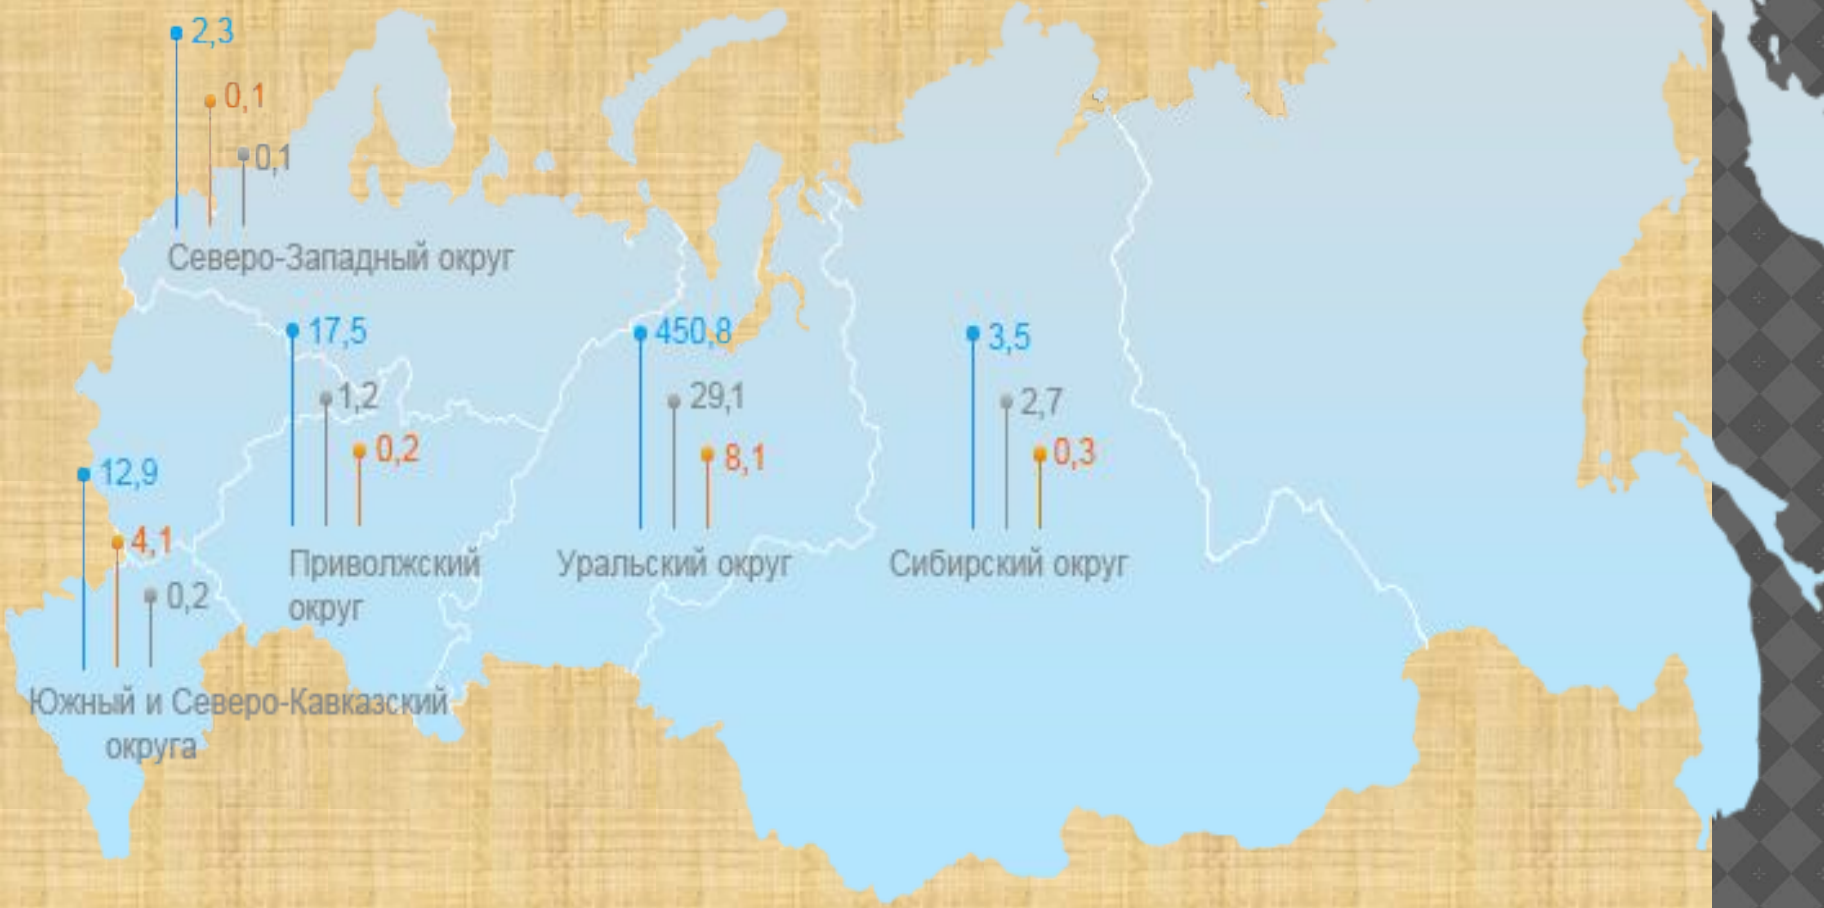 2,3
0,1
0,1
Северо-Западный округ
17,5
1,2
0,2
Приволжский
округ
450,8
29,1
8,1
Уральский округ
3,5
2,7
0,3
Сибирский округ
12,9
4,1
0,2
Южный и Северо-Кавказский
округа